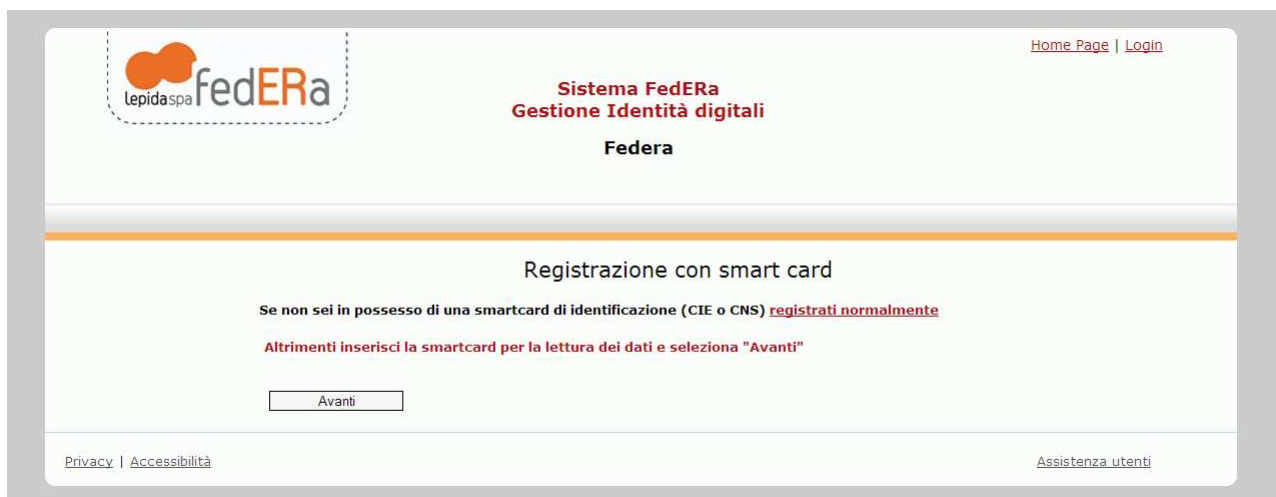 Home Page | Login
lepidaspa fedERa
Sistema FedERa
Gestione Identità digitali
Federa
Registrazione con smart card
Se non sei in possesso di una smartcard di identificazione (CIE o CNS) registrati normalmente
Altrimenti inserisci la smartcard per la lettura dei dati e seleziona "Avanti"
Avanti
Privacy | Accessibilità
Assistenza utenti